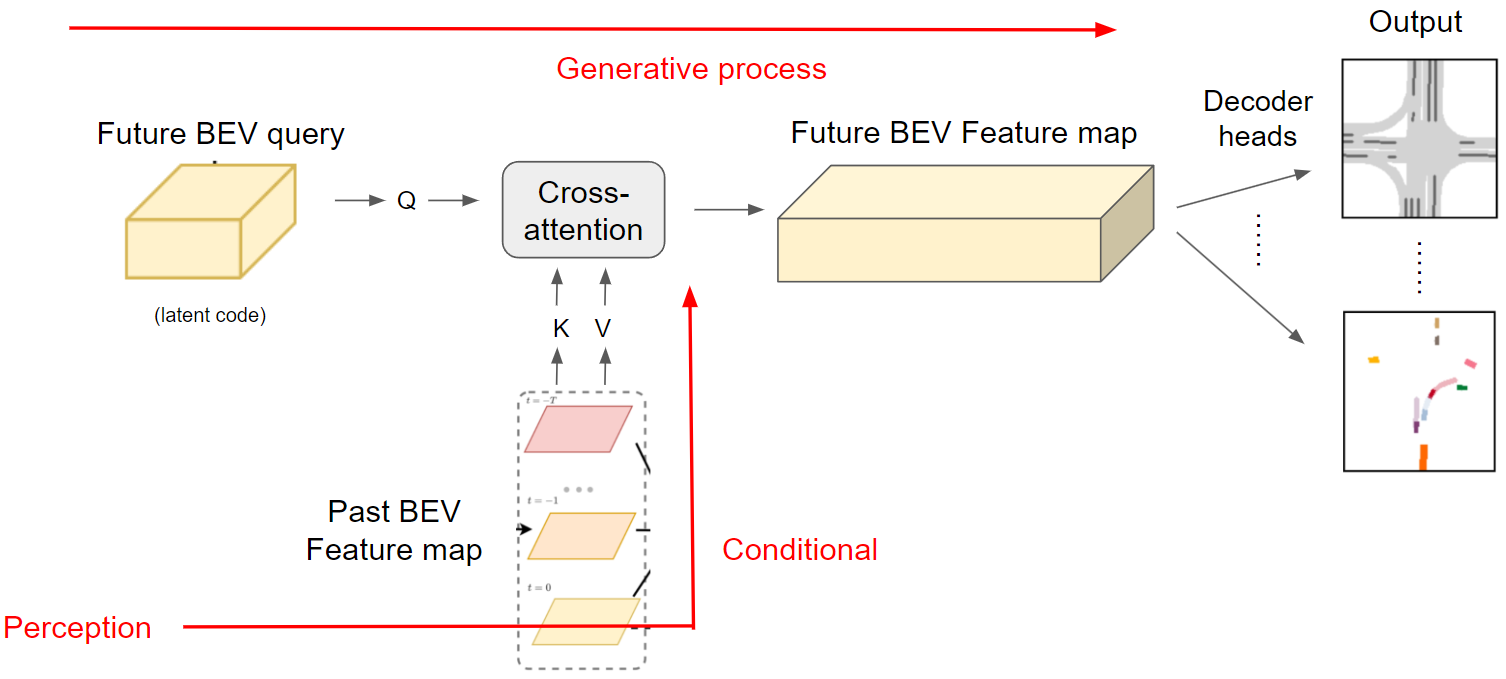 Output
Generative process
Decoder
heads
Future BEV query
Future BEV Feature map
Q
Cross-
attention
(latent code)
K V
t = −T
t = −1
Past BEV
Feature map
Conditional
t = 0
Perception